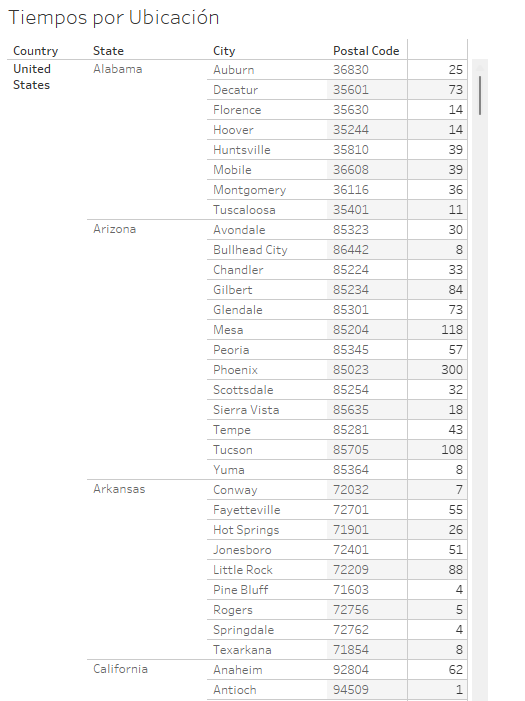 Tiempos por Ubicación
Country State City Postal Code
United States Alabama Auburn 36830 25
Decatur 35601 73
Florence 35630 14
Hoover 35244 14
Huntsville 35810 39
Mobile 36608 39
Montgomery 36116 36
Tuscaloosa 35401 11
Arizona Avondale 85323 30
Bullhead City 86442 8
Chandler 85224 33
Gilbert 85234 84
Glendale 85301 73
Mesa 85204 118
Peoria 85345 57
Phoenix 85023 300
Scottsdale 85254 32
Sierra Vista 85635 18
Tempe 85281 43
Tucson 85705 108
Yuma 85364 8
Arkansas Conway 72032 7
Fayetteville 72701 55
Hot Springs 71901 26
Jonesboro 72401 51
Little Rock 72209 88
Pine Bluff 71603 4
Rogers 72756 5
Springdale 72762 4
Texarkana 71854 8
California Anaheim 92804 62
Antioch 94509 1